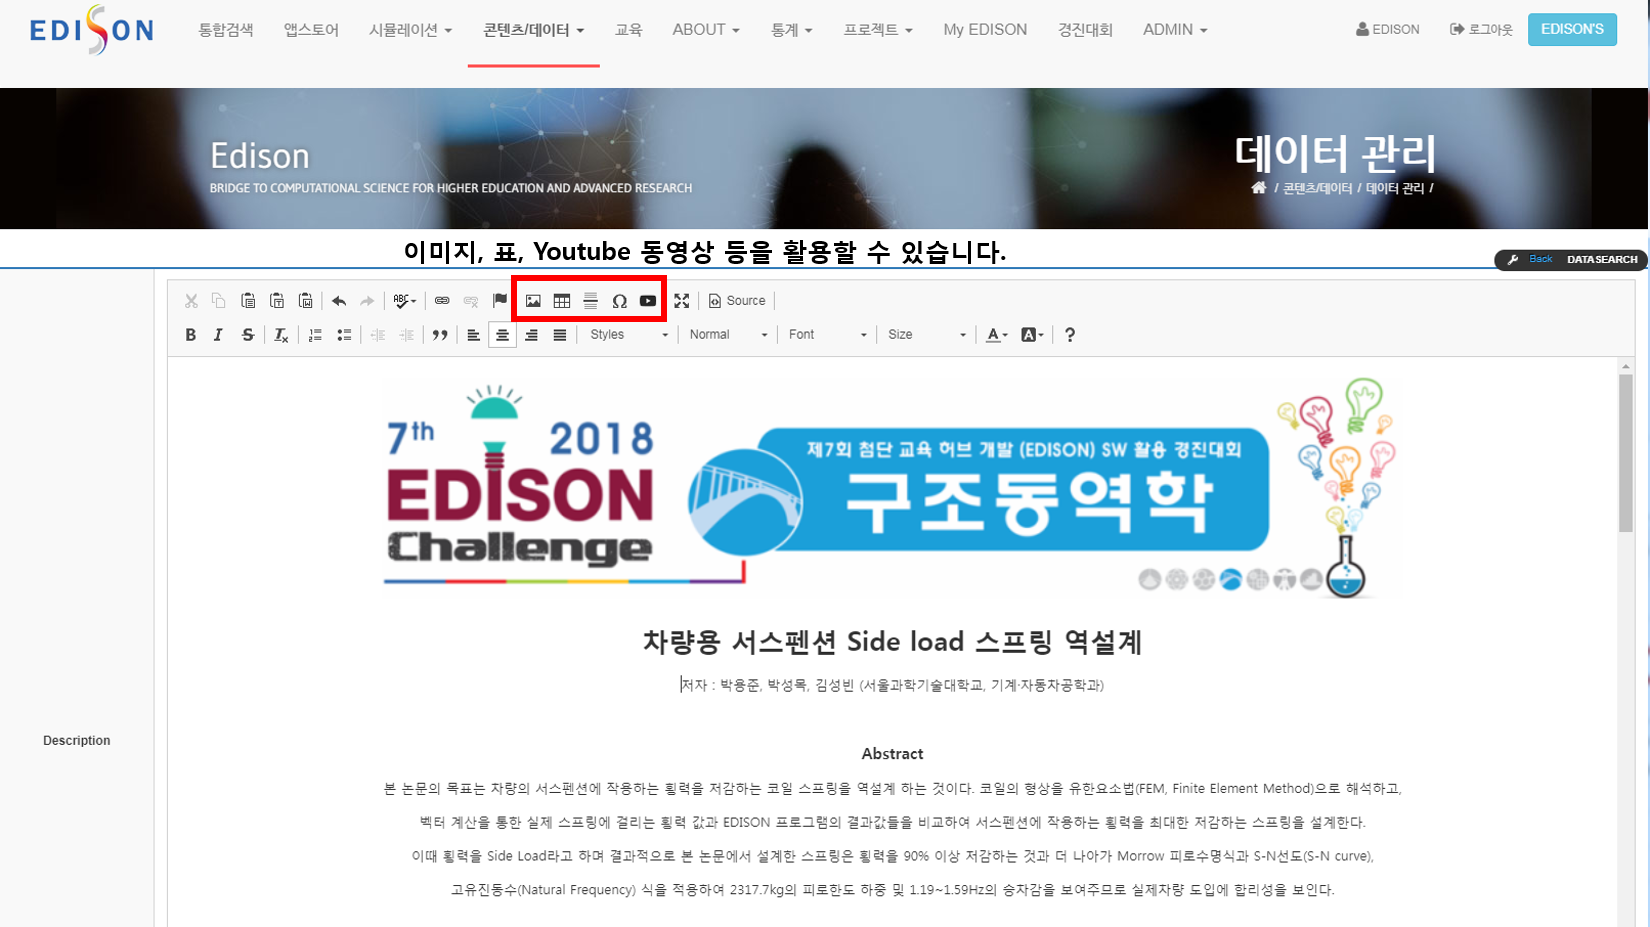 EDISON 통합검색 앱스토어 시뮬레이션 콘텐츠/데이터 교육 ABOUT 통계 프로젝트 My EDISON 경진대회 ADMIN EDISON 로그아웃 EDISON'S
Edison
BRIDGE TO COMPUTATIONAL SCIENCE FOR HIGHER EDUCATION AND ADVANCED RESEARCH
데이터 관리
/ 콘텐츠/데이터 / 데이터 관리 /
이미지, 표, Youtube 동영상 등을 활용할 수 있습니다.
Back DATASEARCH
ABC Ω Source
B I S Ix Styles Normal Font Size A A ?
7th 2018
EDISON
Challenge
제7회 첨단 교육 허브 개발 (EDISON) SW 활용 경진대회
구조동역학
차량용 서스펜션 Side load 스프링 역설계
저자 : 박용준, 박성목, 김성빈 (서울과학기술대학교, 기계·자동차공학과)
Description
Abstract
본 논문의 목표는 차량의 서스펜션에 작용하는 횡력을 저감하는 코일 스프링을 역설계 하는 것이다. 코일의 형상을 유한요소법(FEM, Finite Element Method)으로 해석하고,
벡터 계산을 통한 실제 스프링에 걸리는 횡력 값과 EDISON 프로그램의 결과값들을 비교하여 서스펜션에 작용하는 횡력을 최대한 저감하는 스프링을 설계한다.
이때 횡력을 Side Load라고 하며 결과적으로 본 논문에서 설계한 스프링은 횡력을 90% 이상 저감하는 것과 더 나아가 Morrow 피로수명식과 S-N선도(S-N curve),
고유진동수(Natural Frequency) 식을 적용하여 2317.7kg의 피로한도 하중 및 1.19~1.59Hz의 승차감을 보여주므로 실제차량 도입에 합리성을 보인다.